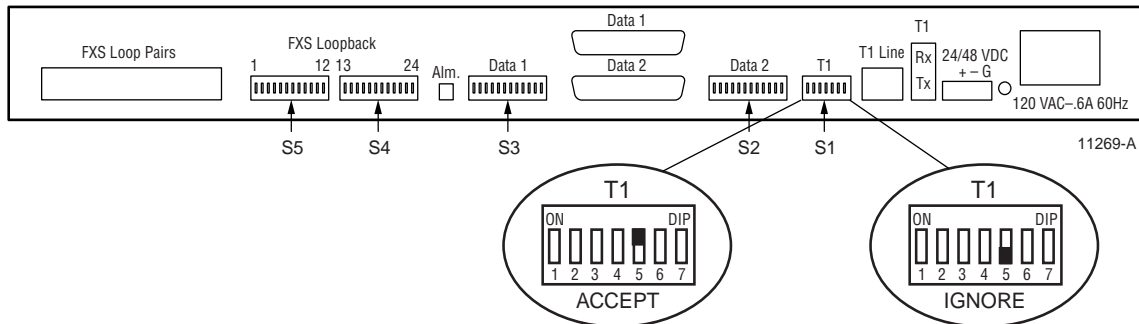 Data 1
T1
FXS Loop Pairs
FXS Loopback
1 12 13 24
Alm.
Data 1
Data 2
Data 2
T1
T1 Line
Rx
Tx
24/48 VDC
+ – G
120 VAC–.6A 60Hz
S5
S4
S3
S2
S1
11269-A
T1
ON DIP
1 2 3 4 5 6 7
ACCEPT
T1
ON DIP
1 2 3 4 5 6 7
IGNORE